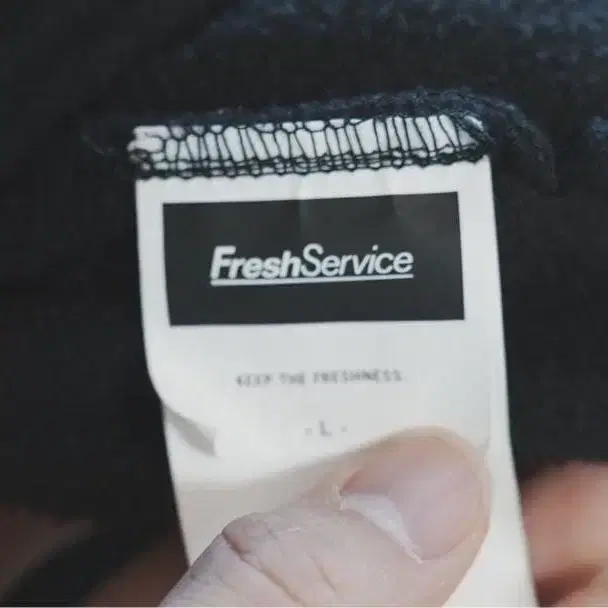 FreshService
KEEP THE FRESHNESS
- L -